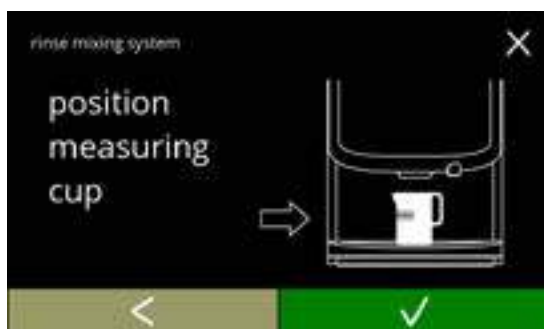 rinse mixing system
position
measuring
cup